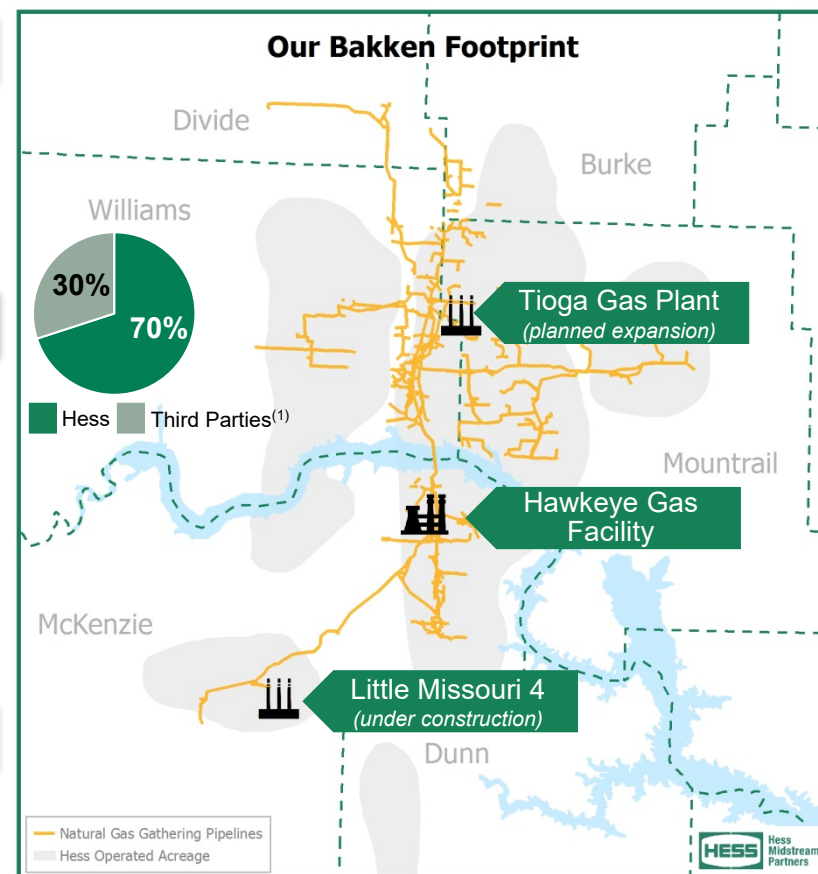 Our Bakken Footprint
Divide
Burke
Williams
30%
70%
Tioga Gas Plant
(planned expansion)
Hess
Third Parties(1)
Mountrail
Hawkeye Gas
Facility
McKenzie
Little Missouri 4
(under construction)
Dunn
Natural Gas Gathering Pipelines
Hess Operated Acreage
HESS
Hess
Midstream
Partners